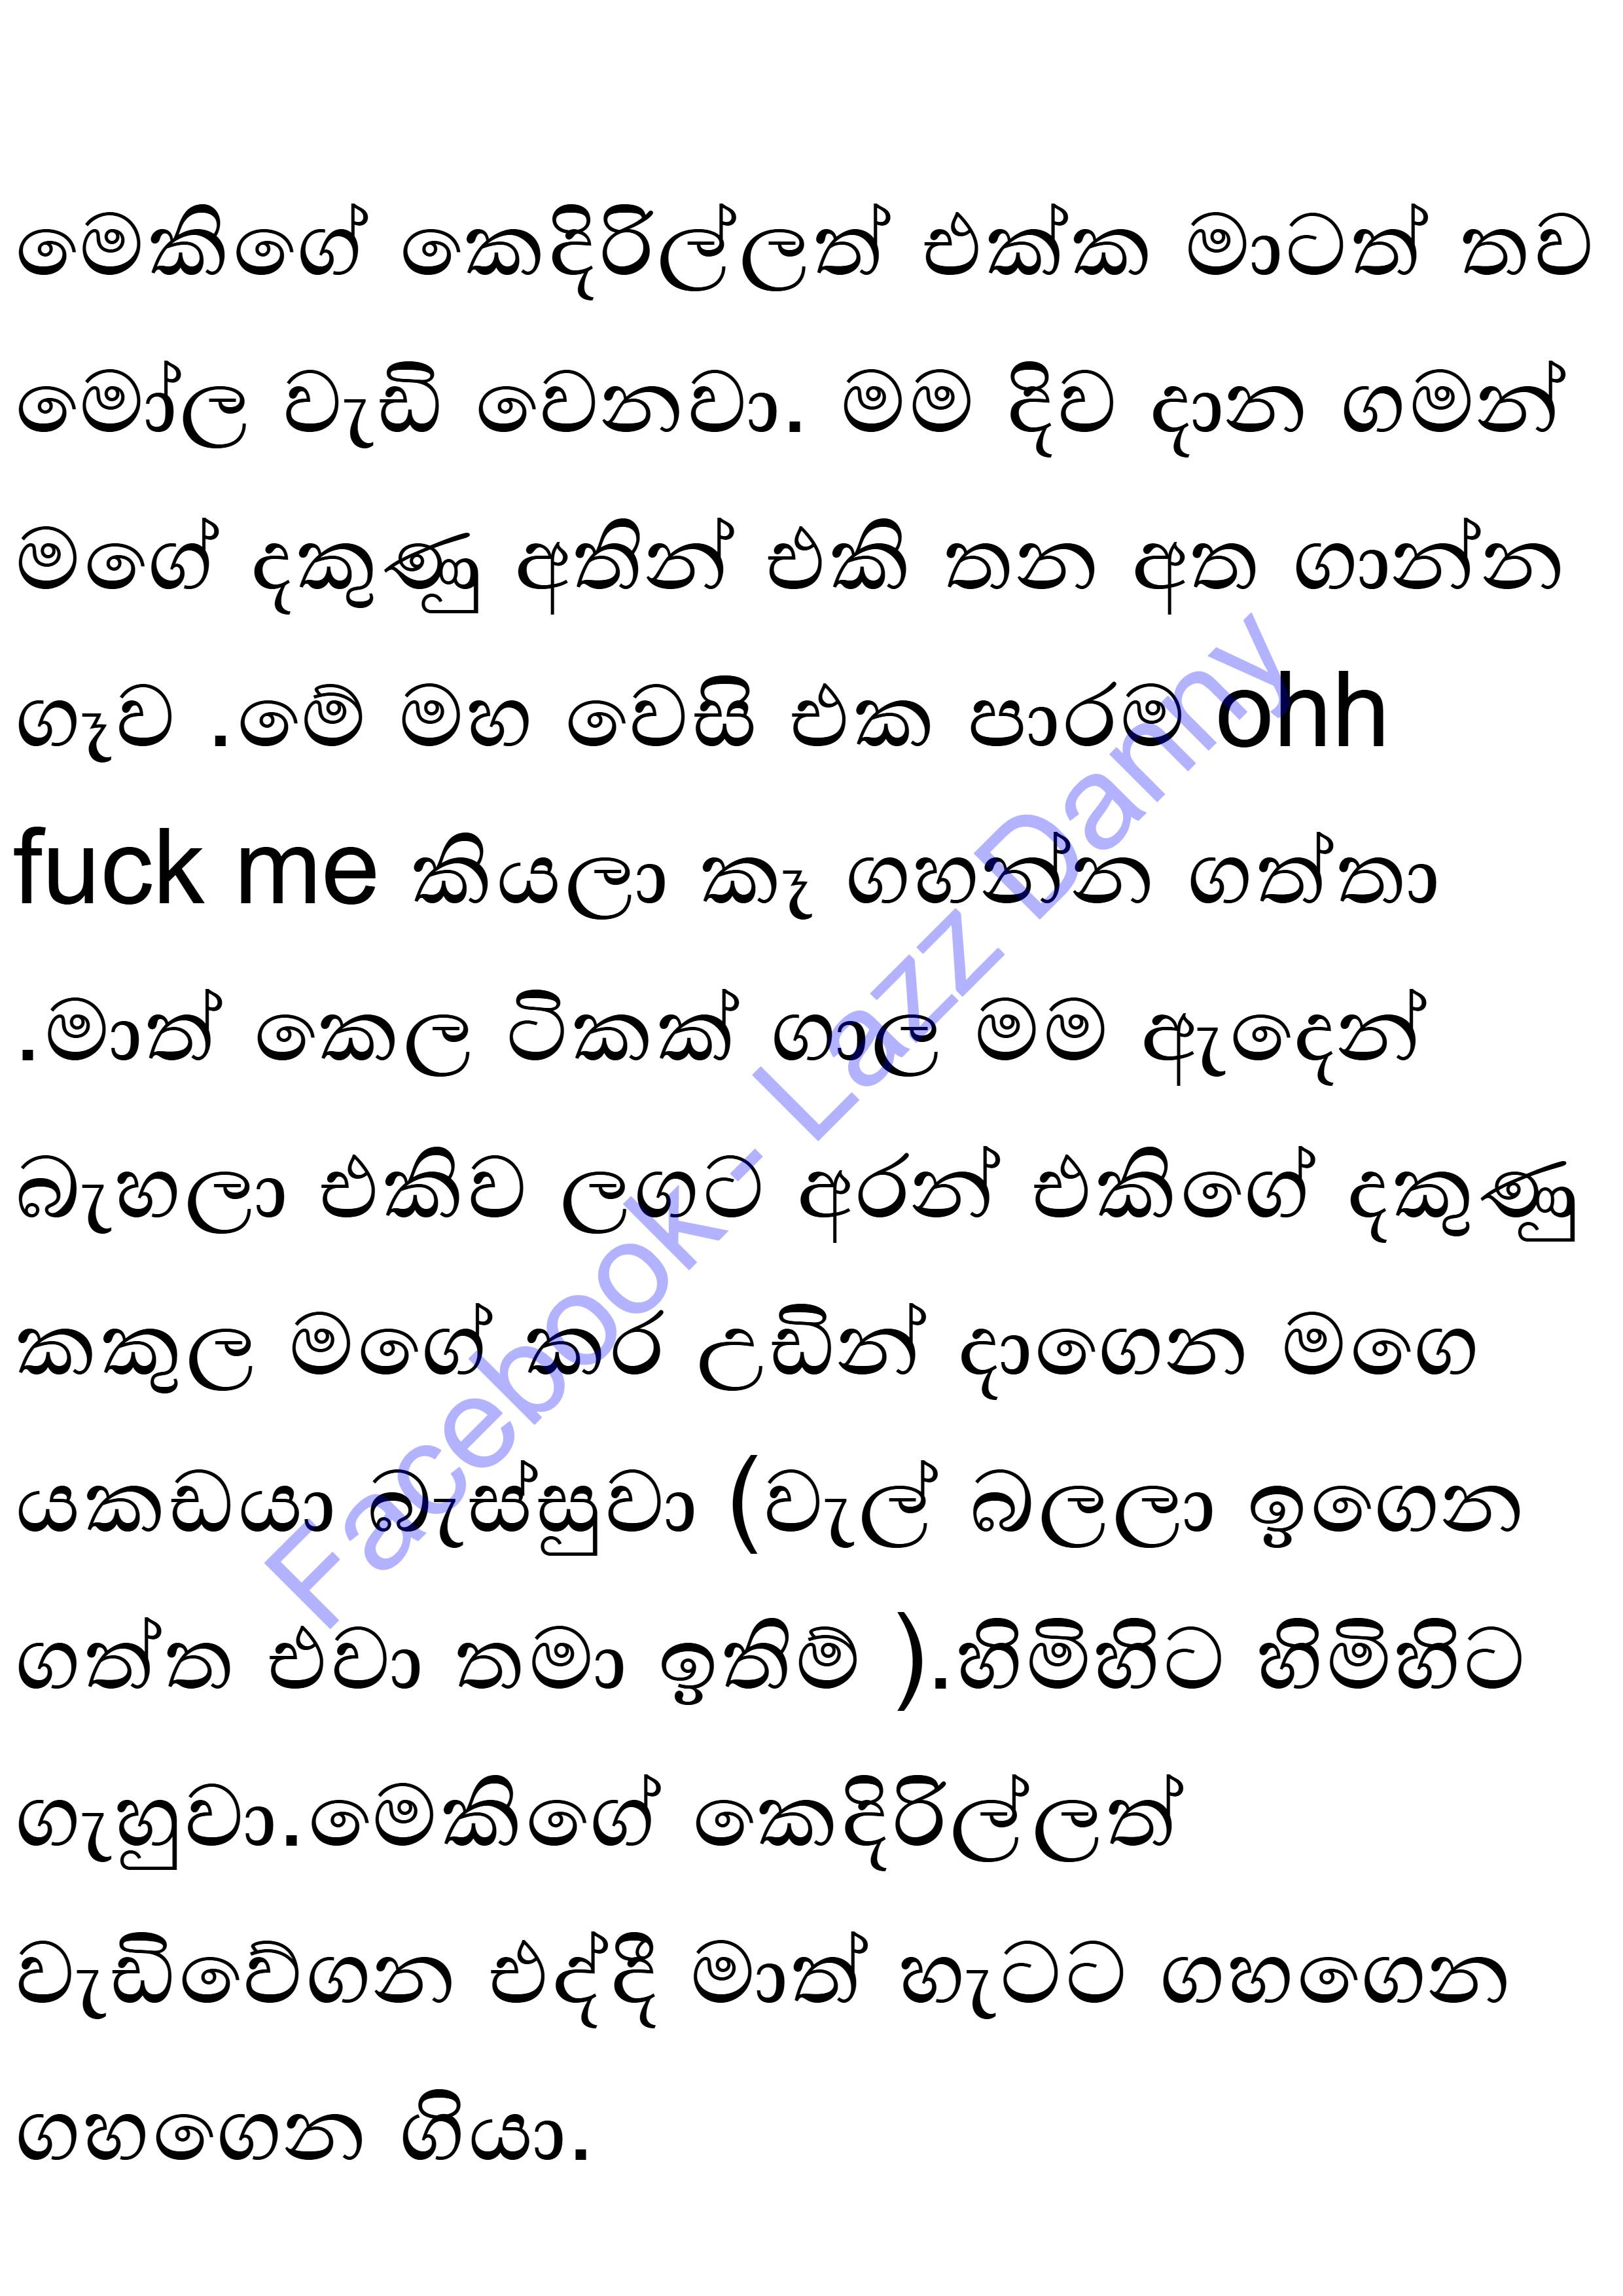 මෙකිගේ කෙදිරිල්ලත් එක්ක මාටත් තව
මෝල වැඩි වෙනවා. මම දිව දාන ගමන්
මගේ දකුණු අතින් එකි තන අත ගාන්න
ගෑව .මේ මහ වෙසි එක පාරම ohh
fuck me කියලා කෑ ගහන්න ගත්තා
.මාත් කෙල ටිකක් ගාල මම ඇදෙන්
බැහලා එකිව ලගට අරන් එකිගේ දකුණු
කකුල මගේ කර උඩින් දාගෙන මගෙ
යකඩයා බැස්සුවා (වැල් බලලා ඉගෙන
ගත්ත එවා තමා ඉතිම් ).හිමිහිට හිමිහිට
ගැහුවා.මෙකිගේ කෙදිරිල්ලත්
වැඩිවේගන එද්දී මාත් හැටට ගහගෙන
ගහගෙන ගියා.
Facebook - Lazz Danny